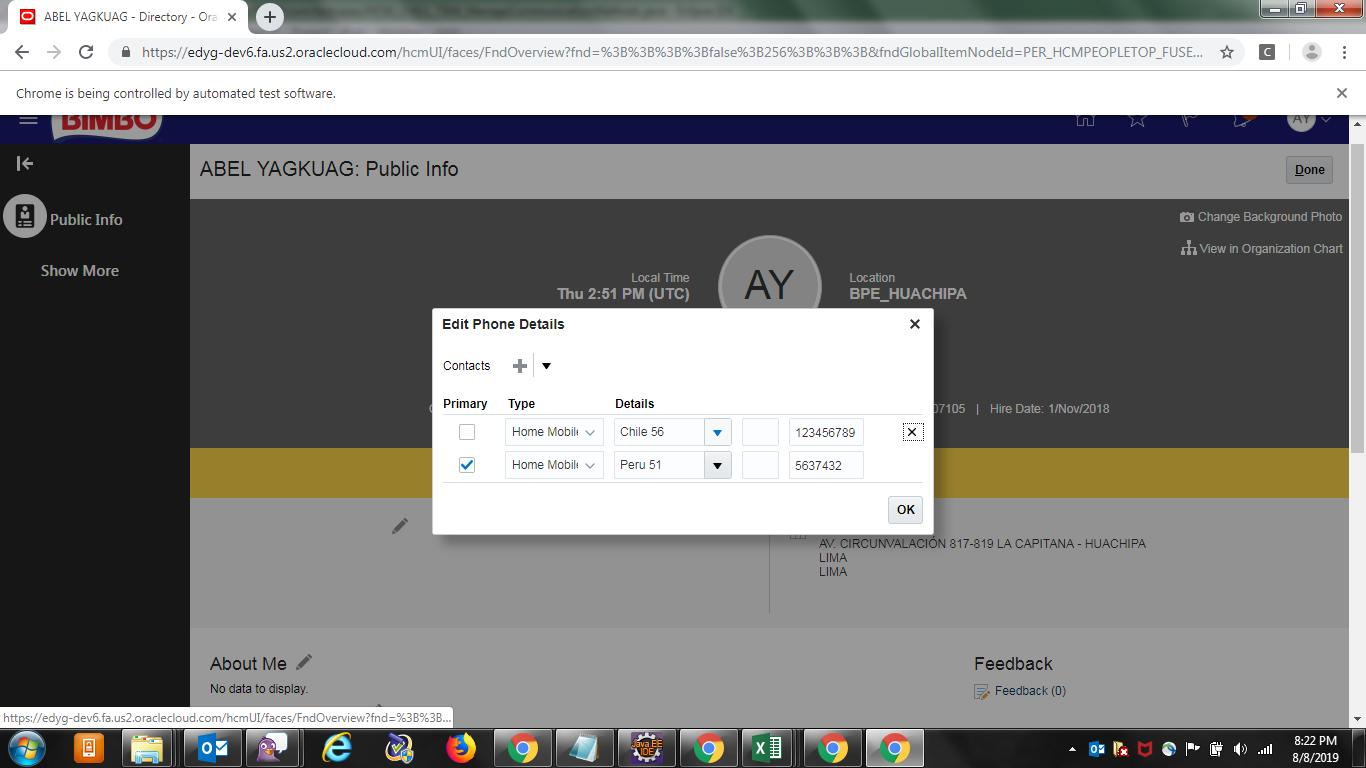 ABEL YAGKUAG - Directory - Ora
https://edyg-dev6.fa.us2.oraclecloud.com/hcmUI/faces/FndOverview?fnd=%3B%3B%3B%3Bfalse%3B256%3B%3B%3B&fndGlobalItemNodeId=PER_HCMPEOPLETOP_FUSE...
C
Chrome is being controlled by automated test software.
BIMBO
AY
ABEL YAGKUAG: Public Info
Done
Public Info
Show More
Change Background Photo
View in Organization Chart
Local Time
Thu 2:51 PM (UTC)
AY
Location
BPE_HUACHIPA
Edit Phone Details
Contacts
Primary Type Details
Home Mobile Chile 56 123456789
Home Mobile Peru 51 5637432
OK
07105 | Hire Date: 1/Nov/2018
AV. CIRCUNVALACIÓN 817-819 LA CAPITANA - HUACHIPA
LIMA
LIMA
About Me
No data to display.
Feedback
Feedback (0)
https://edyg-dev6.fa.us2.oraclecloud.com/hcmUI/faces/FndOverview?fnd=%3B%3B...
Java EE
IDE
8:22 PM
8/8/2019